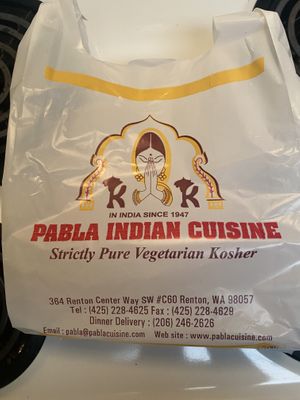 K K
IN INDIA SINCE 1947
PABLA INDIAN CUISINE
Strictly Pure Vegetarian Kosher
364 Renton Center Way SW #C60 Renton, WA 98057
Tel : (425) 228-4625 Fax : (425) 228-4629
Dinner Delivery : (206) 246-2626
Email : pabla@pablacuisine.com Web site : www.pablacuisine.com